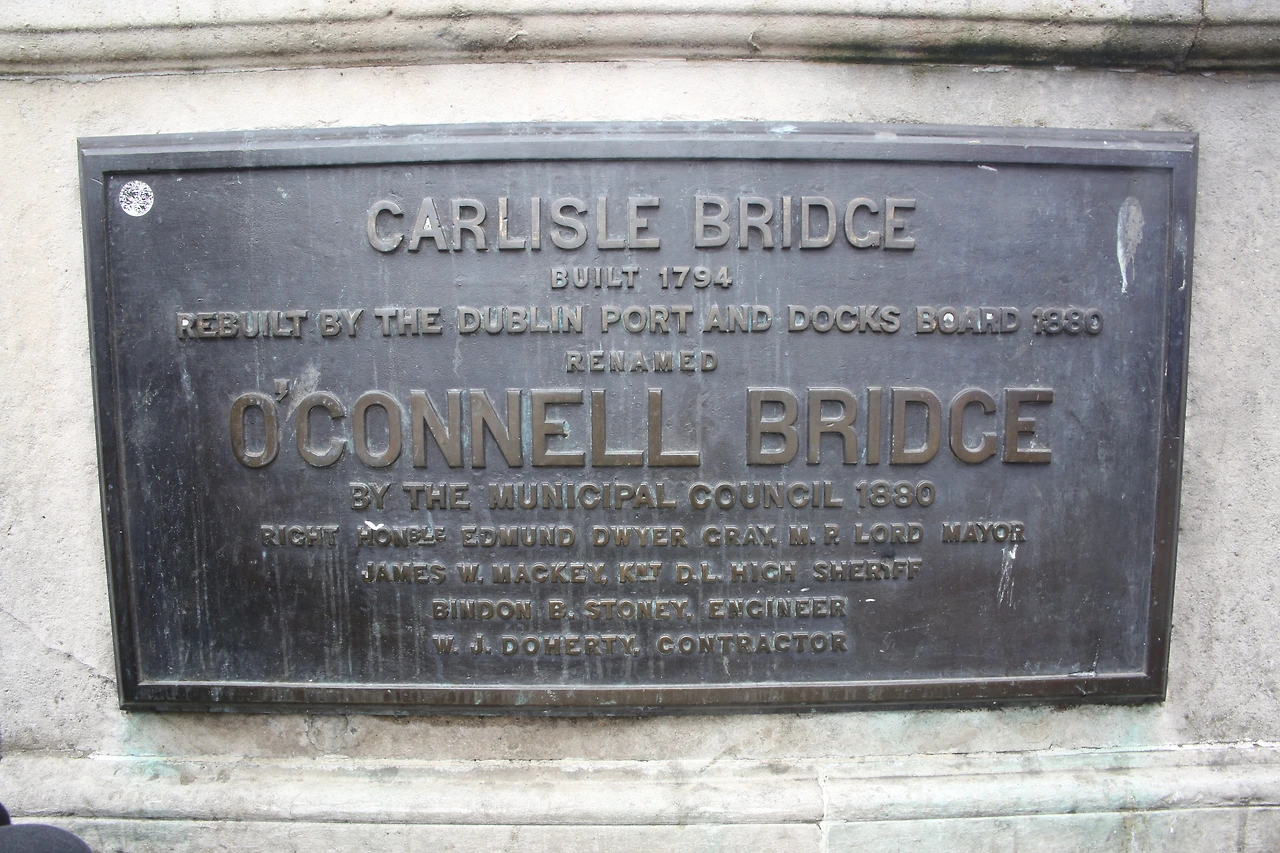 CARLISLE BRIDGE
BUILT 1794
REBUILT BY THE DUBLIN PORT AND DOCKS BOARD 1880
RENAMED
O'CONNELL BRIDGE
BY THE MUNICIPAL COUNCIL 1880
RIGHT HONBLE EDMUND DWYER GRAY, M. P. LORD MAYOR
JAMES W. MACKEY, KNT D.L. HIGH SHERIFF
BINDON B. STONEY, ENGINEER
W. J. DOHERTY, CONTRACTOR